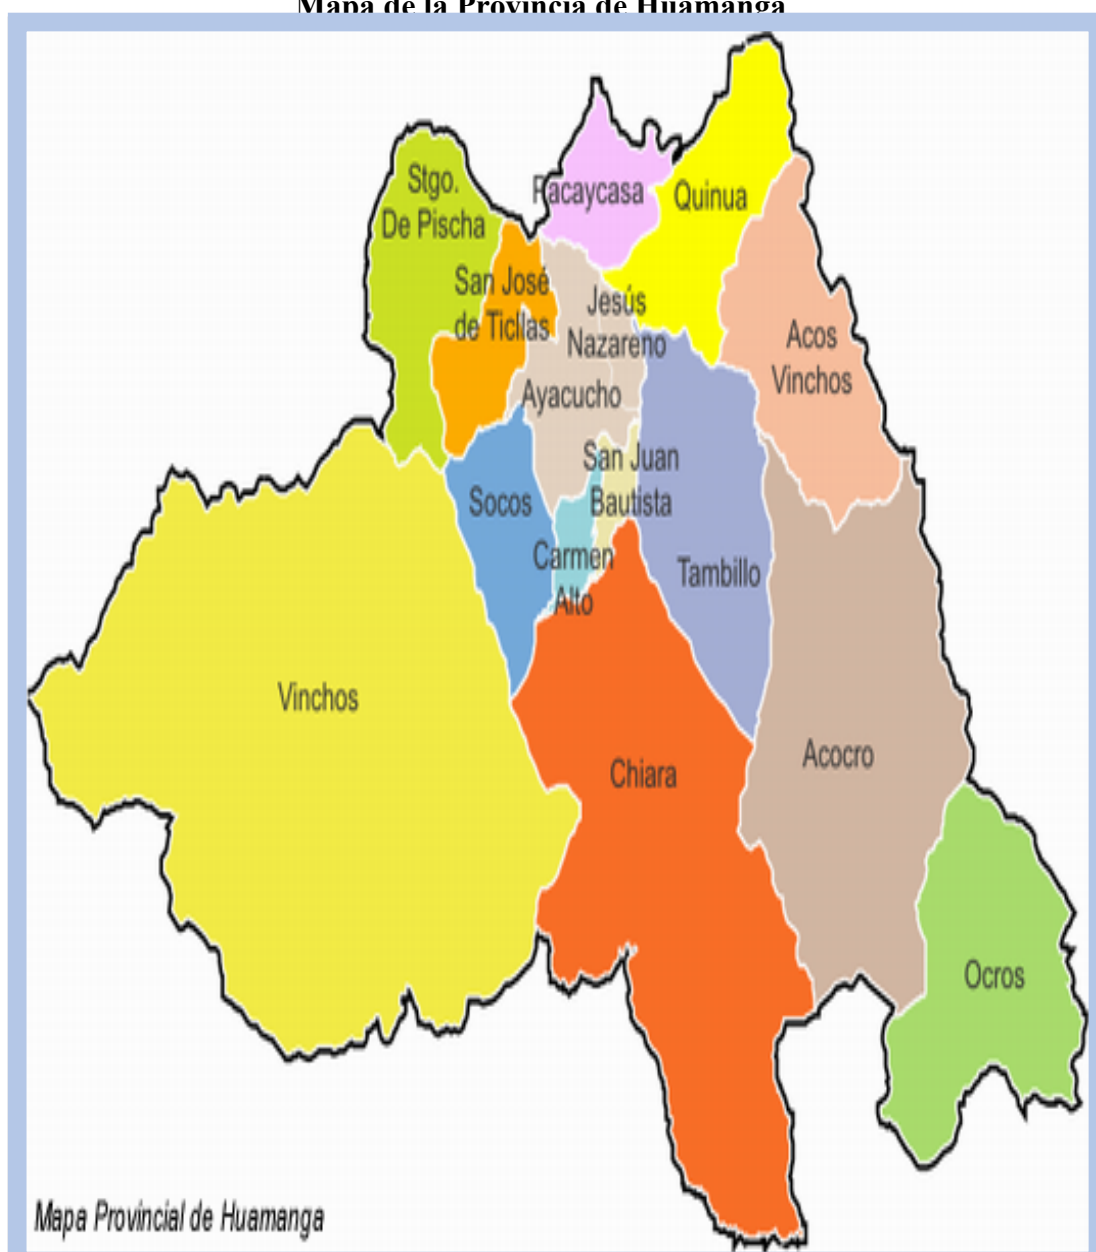 Mapa de la Provincia de Huamanga
Stgo.
De Pischa
Pacaycasa
Quinua
San José
de Ticllas
Jesús
Nazareno
Acos
Vinchos
Ayacucho
San Juan
Bautista
Socos
Carmen
Alto
Tambillo
Vinchos
Chiara
Acocro
Ocros
Mapa Provincial de Huamanga